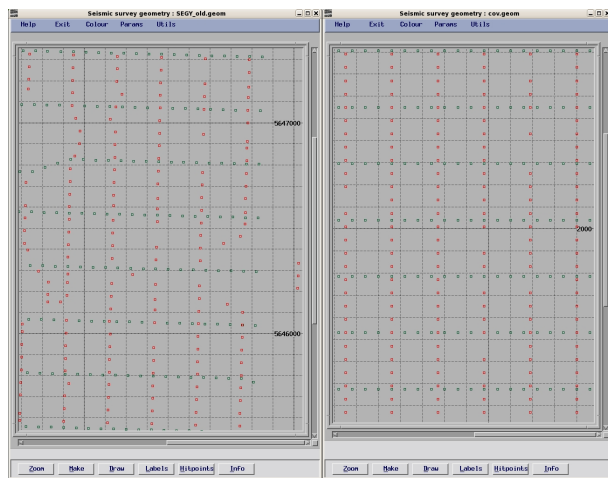 Seismic survey geometry : SEGY_old.geom
Help Exit Colour Params Utils
5647000
5646000
Zoom Make Draw Labels Hitpoints Info
Seismic survey geometry : cov.geom
Help Exit Colour Params Utils
2000
Zoom Make Draw Labels Hitpoints Info